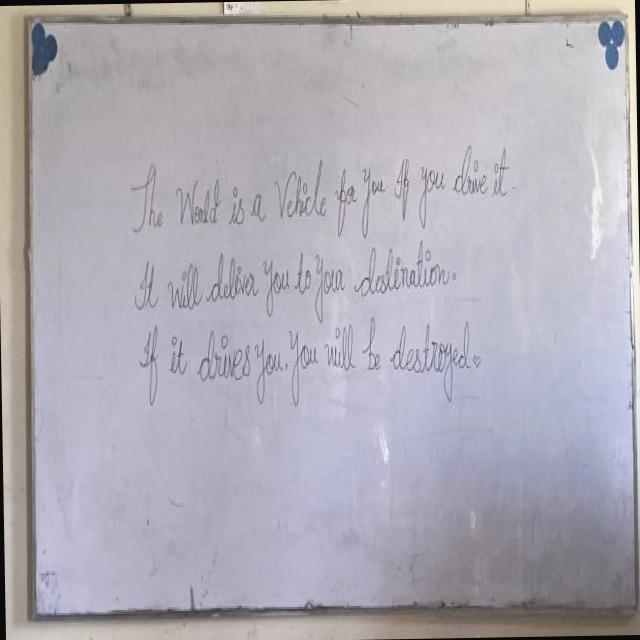 The World is a Vehicle for you If you drive it.
It will deliver you to your destination.
If it drives you. You will be destroyed.